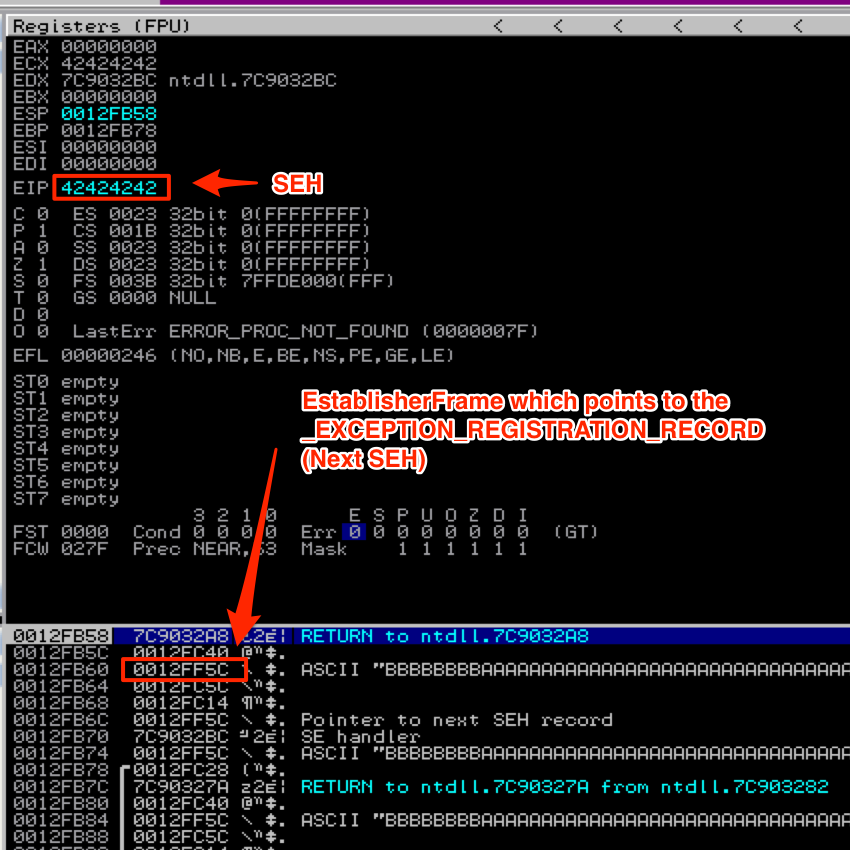 Registers (FPU) < < < < < <
EAX 00000000
ECX 42424242
EDX 7C9032BC ntdll.7C9032BC
EBX 00000000
ESP 0012FB58
EBP 0012FB78
ESI 00000000
EDI 00000000
EIP 42424242
SEH
C 0 ES 0023 32bit 0(FFFFFFFF)
P 1 CS 001B 32bit 0(FFFFFFFF)
A 0 SS 0023 32bit 0(FFFFFFFF)
Z 1 DS 0023 32bit 0(FFFFFFFF)
S 0 FS 003B 32bit 7FFDE000(FFF)
T 0 GS 0000 NULL
D 0
O 0 LastErr ERROR_PROC_NOT_FOUND (0000007F)
EFL 00000246 (NO,NB,E,BE,NS,PE,GE,LE)
ST0 empty
ST1 empty
ST2 empty
ST3 empty
ST4 empty
ST5 empty
ST6 empty
ST7 empty
EstablisherFrame which points to the
_EXCEPTION_REGISTRATION_RECORD
(Next SEH)
3 2 1 0 E S P U O Z D I
FST 0000 Cond 0 0 0 0 Err 0 0 0 0 0 0 0 0 (GT)
FCW 027F Prec NEAR,53 Mask 1 1 1 1 1 1
0012FB58 7C9032A8 RETURN to ntdll.7C9032A8
0012FB5C 0012FC40
0012FB60 0012FF5C ASCII "BBBBBBBBAAAAAAAAAAAAAAAAAAAAAAAAAAAAAAA
0012FB64 0012FC5C
0012FB68 0012FC14
0012FB6C 0012FF5C Pointer to next SEH record
0012FB70 7C9032BC SE handler
0012FB74 0012FF5C ASCII "BBBBBBBBAAAAAAAAAAAAAAAAAAAAAAAAAAAAAAA
0012FB78 0012FC28
0012FB7C 7C90327A RETURN to ntdll.7C90327A from ntdll.7C903282
0012FB80 0012FC40
0012FB84 0012FF5C ASCII "BBBBBBBBAAAAAAAAAAAAAAAAAAAAAAAAAAAAAAA
0012FB88 0012FC5C